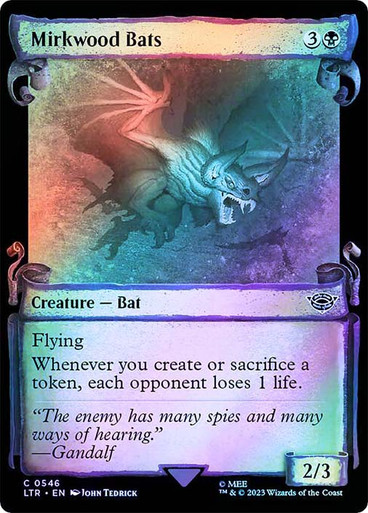 Mirkwood Bats 3
Creature — Bat
Flying
Whenever you create or sacrifice a
token, each opponent loses 1 life.
“The enemy has many spies and many
ways of hearing.”
—Gandalf
2/3
C 0546
LTR • EN JOHN TEDRICK
© MEE
™ & © 2023 Wizards of the Coast